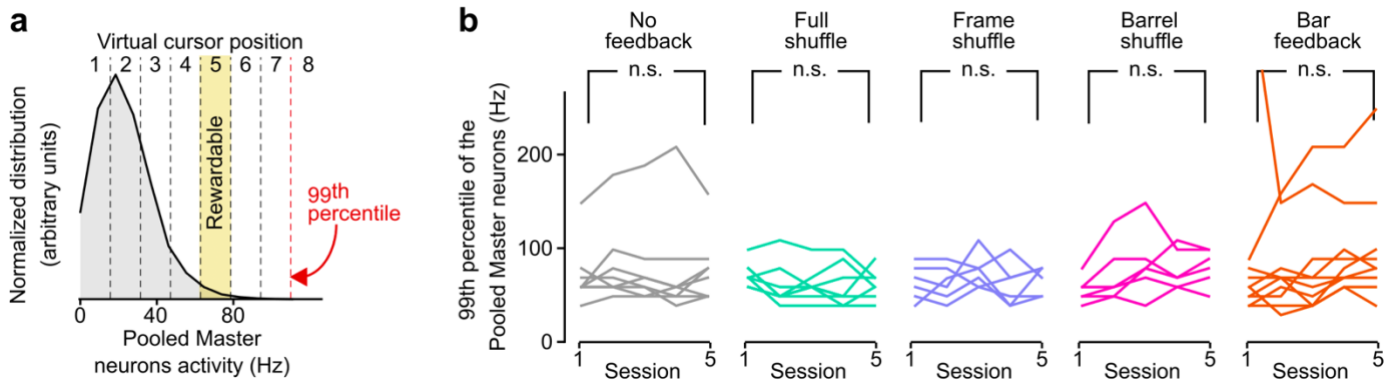 a
Virtual cursor position
1 2 3 4 5 6 7 8
Rewardable
99th
percentile
Normalized distribution
(arbitrary units)
0 40 80
Pooled Master
neurons activity (Hz)
b
No
feedback
Full
shuffle
Frame
shuffle
Barrel
shuffle
Bar
feedback
n.s. n.s. n.s. n.s. n.s.
99th percentile of the
Pooled Master neurons (Hz)
200
100
0
1 5 1 5 1 5 1 5 1 5
Session Session Session Session Session